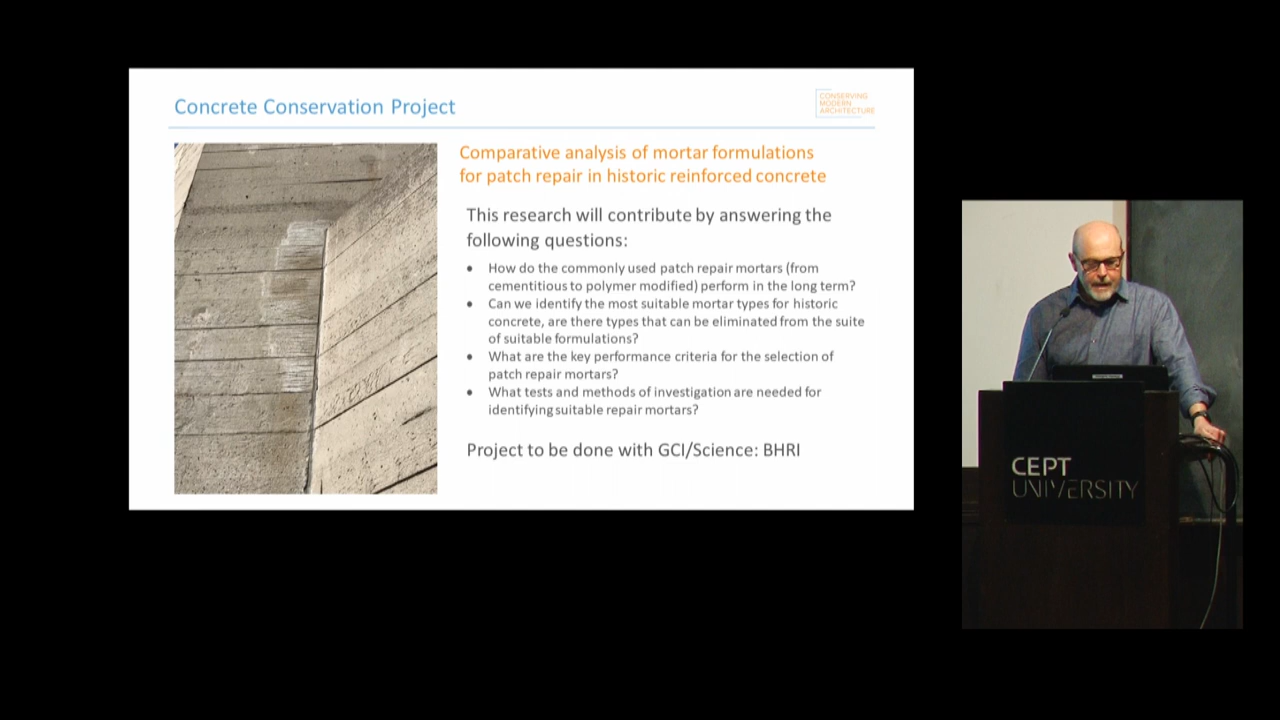 Concrete Conservation Project
CONSERVING
MODERN
ARCHITECTURE
Comparative analysis of mortar formulations
for patch repair in historic reinforced concrete
This research will contribute by answering the
following questions:
• How do the commonly used patch repair mortars (from
cementitious to polymer modified) perform in the long term?
• Can we identify the most suitable mortar types for historic
concrete, are there types that can be eliminated from the suite
of suitable formulations?
• What are the key performance criteria for the selection of
patch repair mortars?
• What tests and methods of investigation are needed for
identifying suitable repair mortars?
Project to be done with GCI/Science: BHRI
CEPT
UNIVERSITY